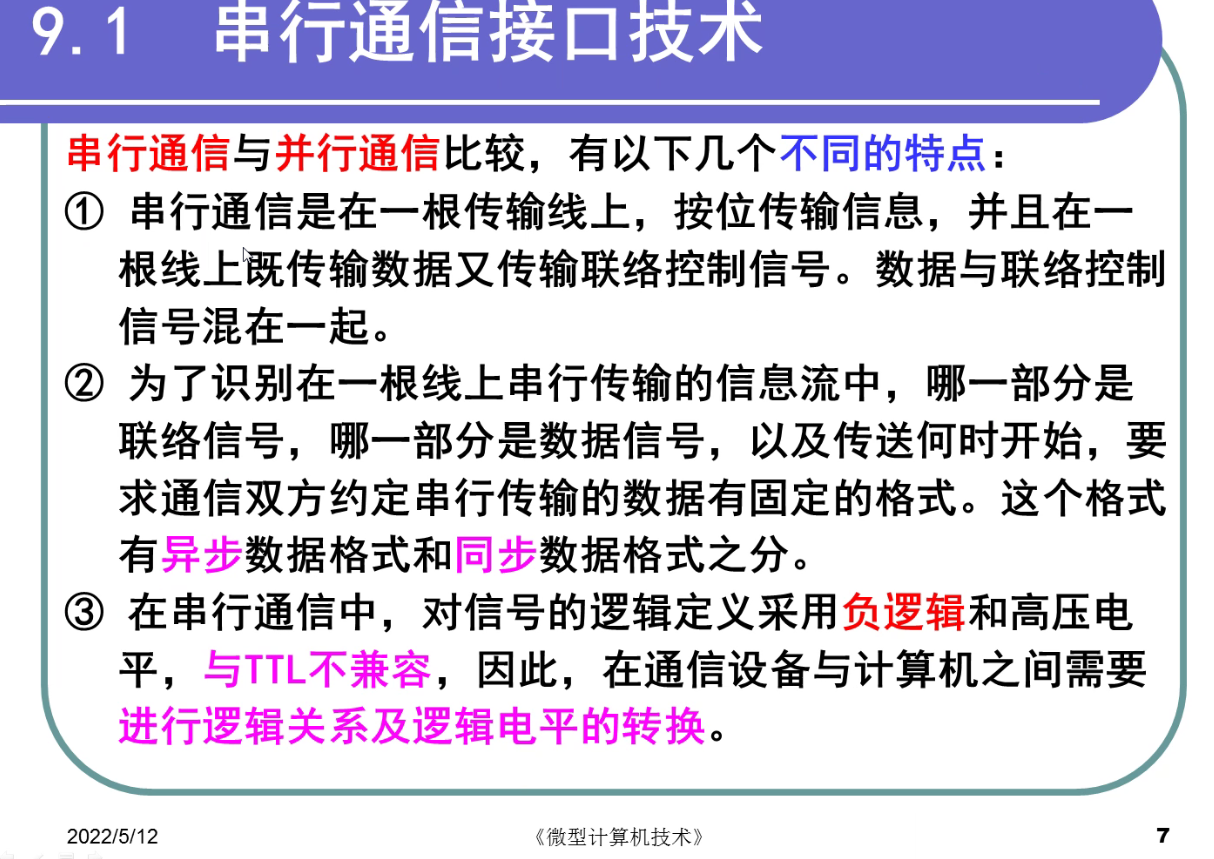 9.1 串行通信接口技术
串行通信与并行通信比较，有以下几个不同的特点：
① 串行通信是在一根传输线上，按位传输信息，并且在一
根线上既传输数据又传输联络控制信号。数据与联络控制
信号混在一起。
② 为了识别在一根线上串行传输的信息流中，哪一部分是
联络信号，哪一部分是数据信号，以及传送何时开始，要
求通信双方约定串行传输的数据有固定的格式。这个格式
有异步数据格式和同步数据格式之分。
③ 在串行通信中，对信号的逻辑定义采用负逻辑和高压电
平，与TTL不兼容，因此，在通信设备与计算机之间需要
进行逻辑关系及逻辑电平的转换。
2022/5/12 《微型计算机技术》 7